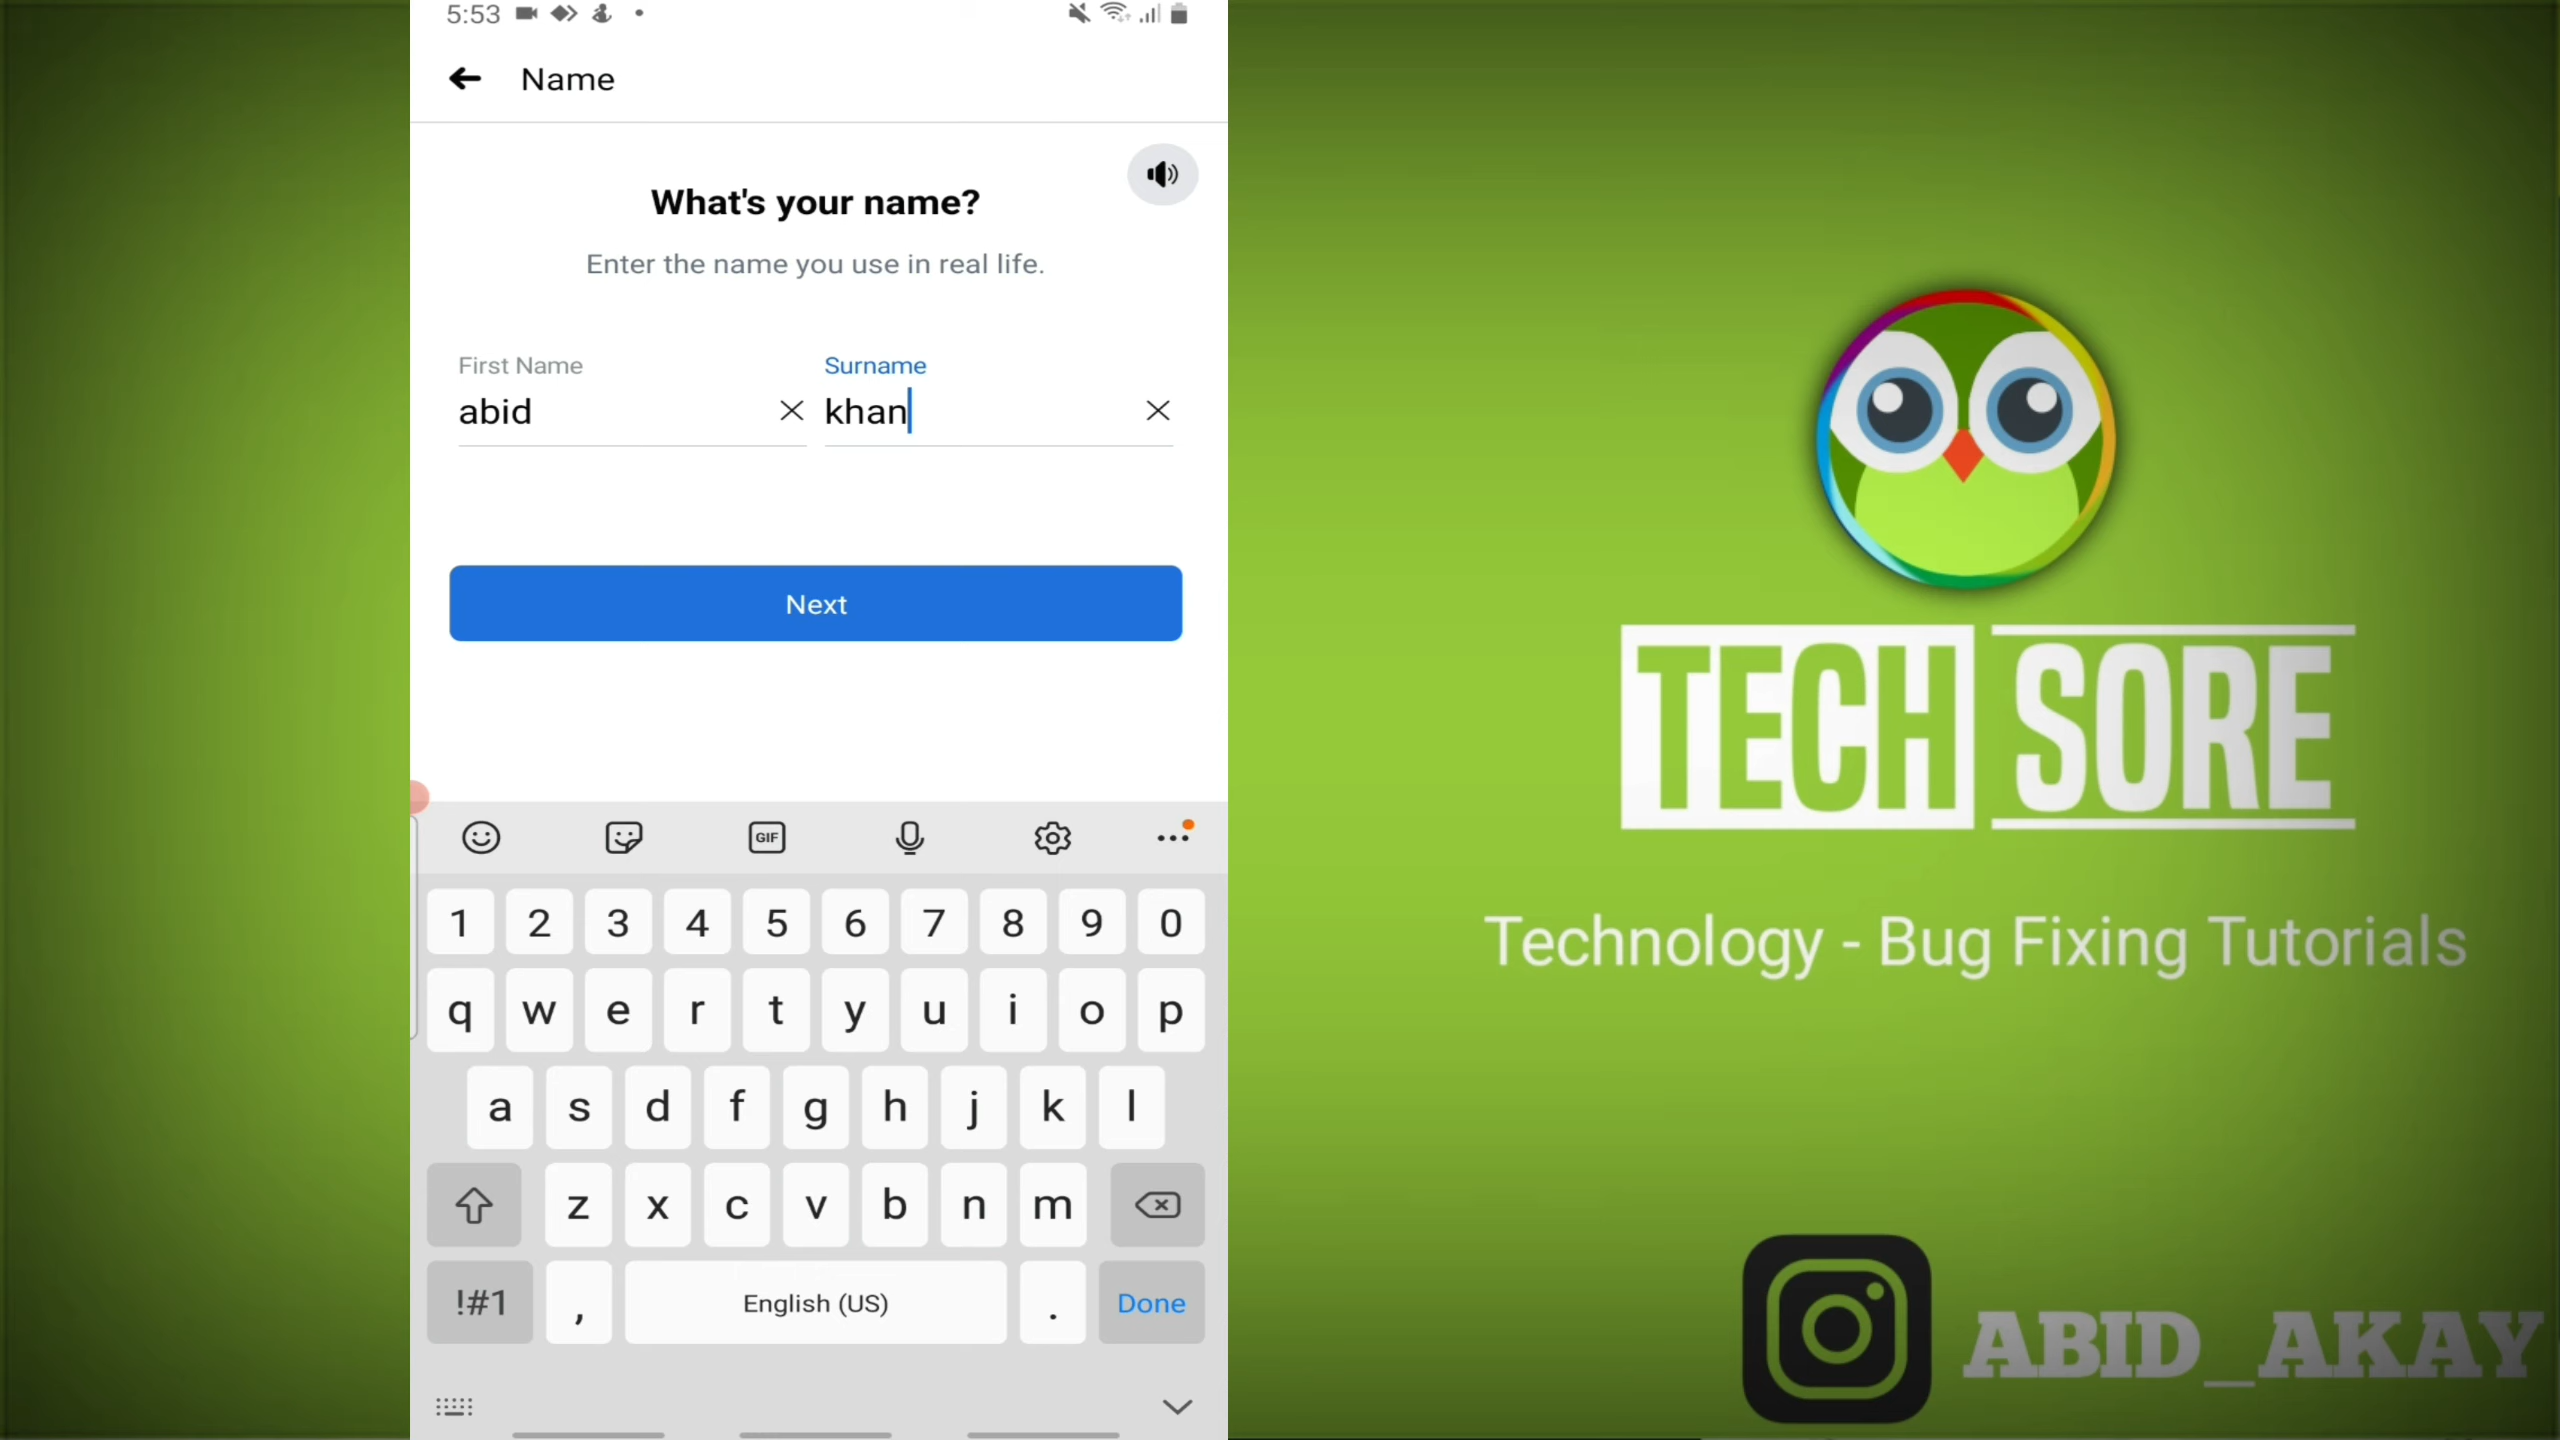 5:53
Name
What's your name?
Enter the name you use in real life.
First Name
Surname
abid
khan
Next
GIF
1 2 3 4 5 6 7 8 9 0
q w e r t y u i o p
a s d f g h j k l
z x c v b n m
!#1 , English (US) . Done
TECH SORE
Technology - Bug Fixing Tutorials
ABID_AKAY